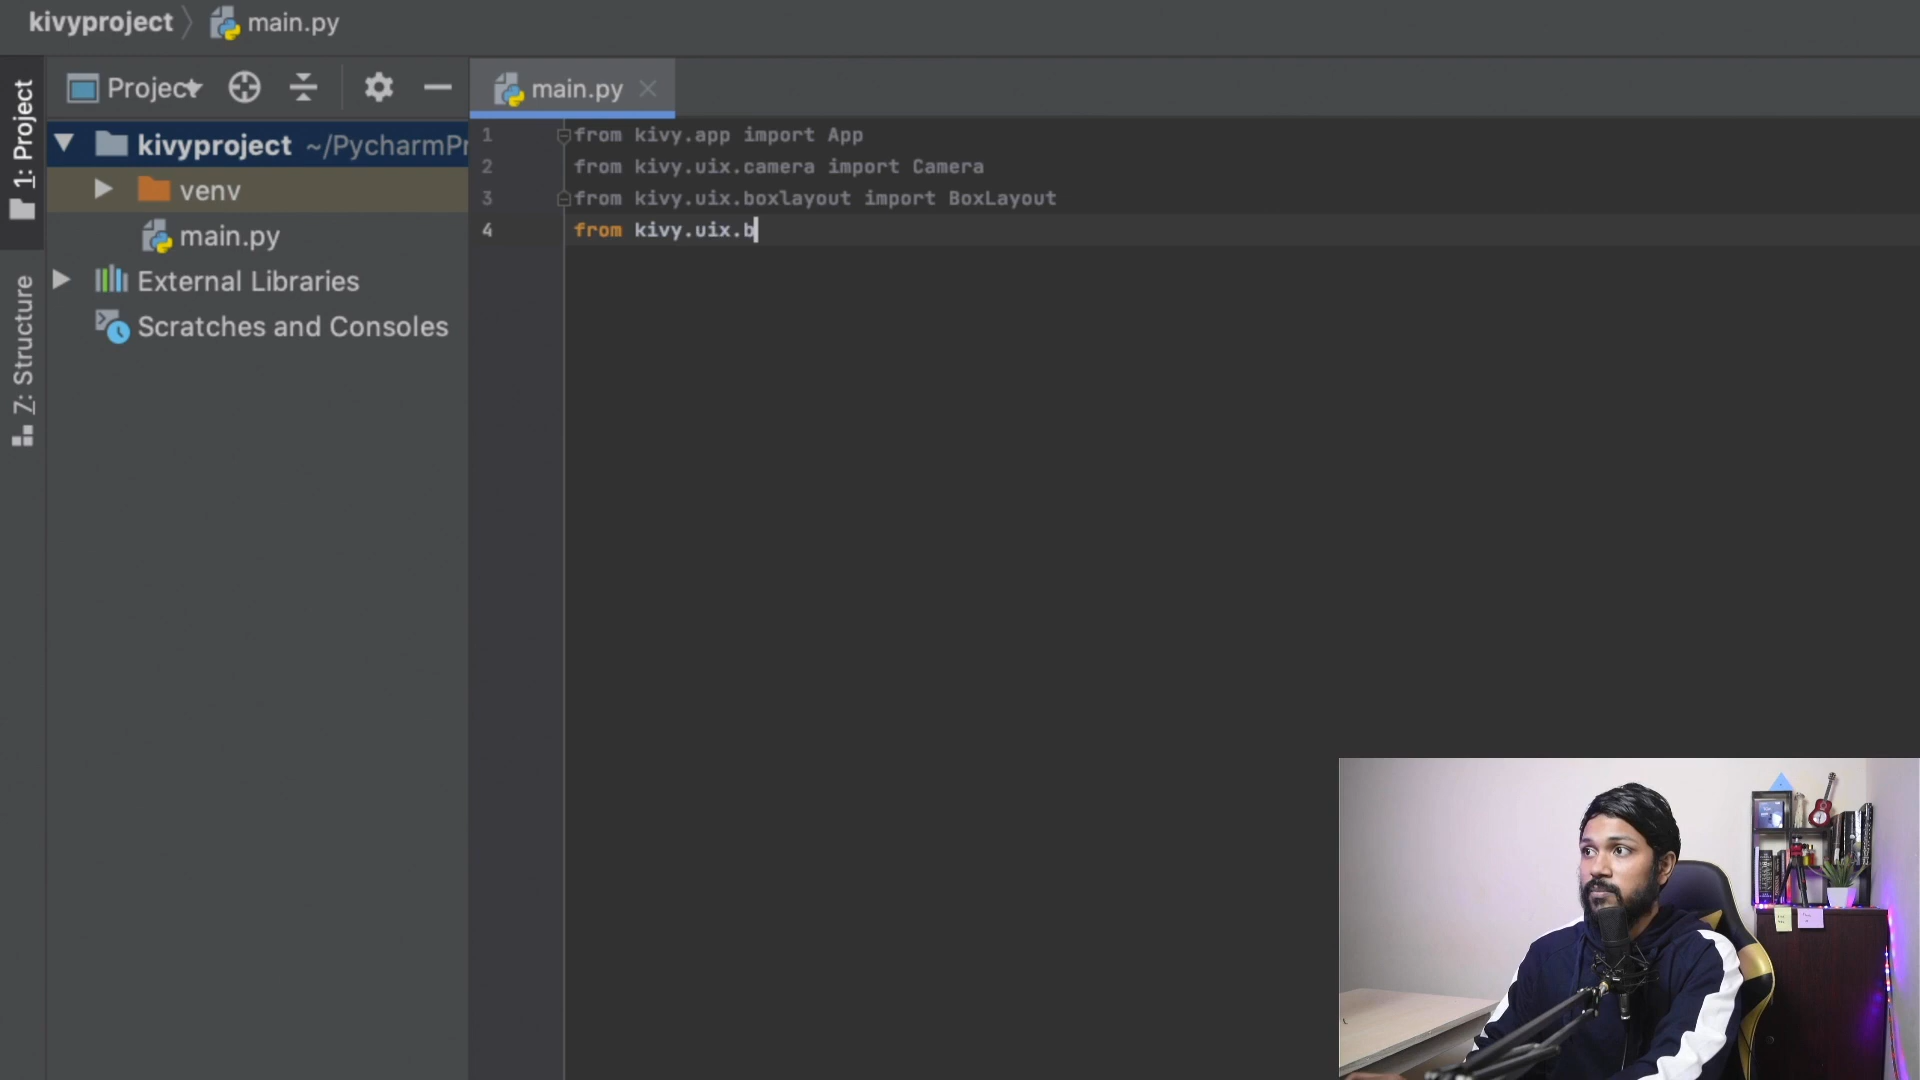 kivyproject main.py
1: Project
Project
main.py
kivyproject ~/PycharmPr
venv
main.py
External Libraries
Scratches and Consoles
Z: Structure
1 from kivy.app import App
2 from kivy.uix.camera import Camera
3 from kivy.uix.boxlayout import BoxLayout
4 from kivy.uix.b